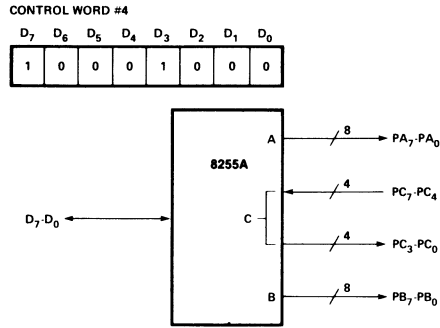 CONTROL WORD #4
D7 D6 D5 D4 D3 D2 D1 D0
1 0 0 0 1 0 0 0
A 8 PA7-PA0
8255A
4 PC7-PC4
D7-D0 C
4 PC3-PC0
B 8 PB7-PB0